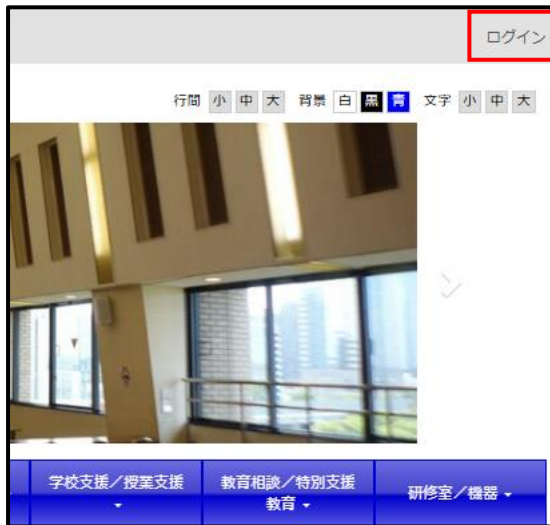 ログイン
行間 小 中 大 背景 白 黒 青 文字 小 中 大
学校支援／授業支援
教育相談／特別支援
教育
研修室／機器